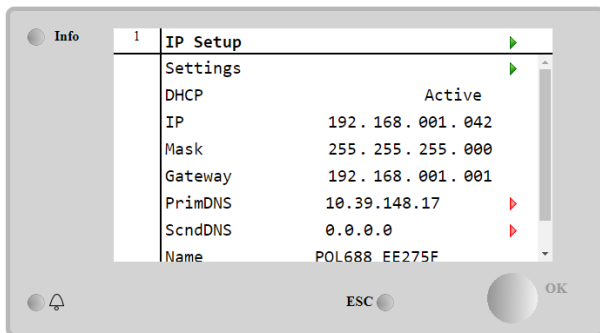 Info
1 IP Setup
Settings
DHCP Active
IP 192.168.001.042
Mask 255.255.255.000
Gateway 192.168.001.001
PrimDNS 10.39.148.17
ScndDNS 0.0.0.0
Name POL688_EE275F
ESC
OK